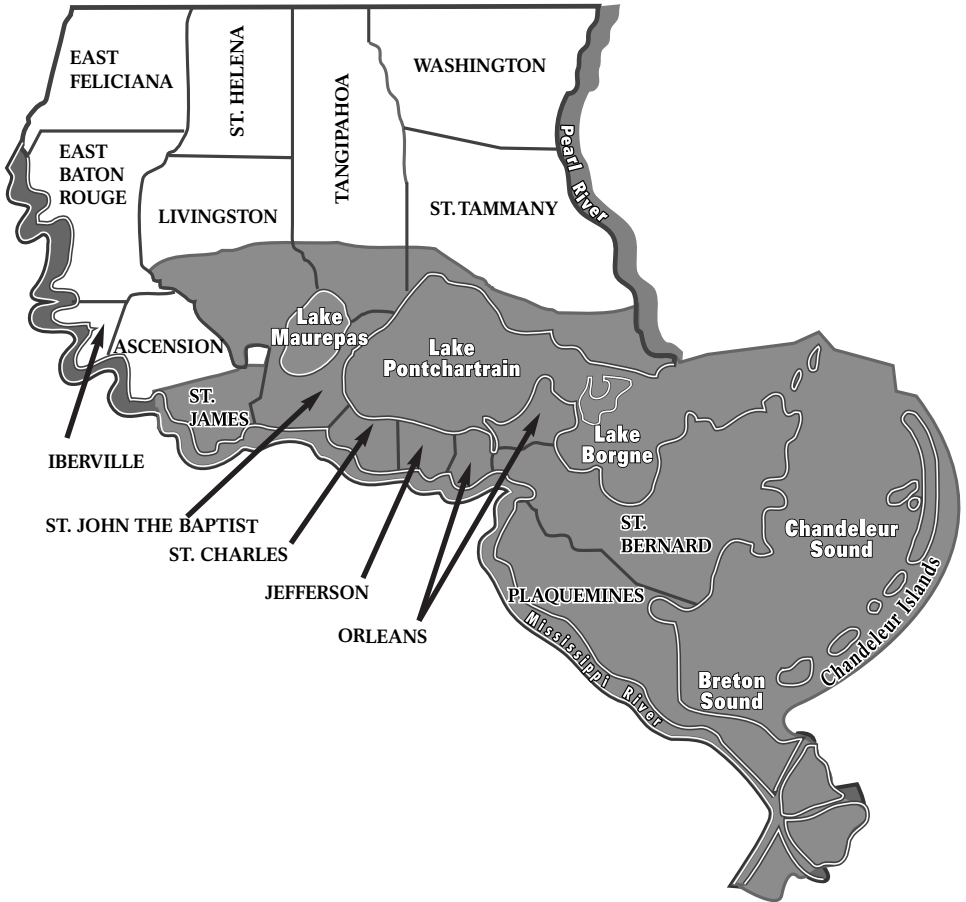 EAST
FELICIANA
ST. HELENA
TANGIPAHOA
WASHINGTON
EAST
BATON
ROUGE
Pearl River
LIVINGSTON
ST. TAMMANY
Lake
Maurepas
ASCENSION
Lake
Pontchartrain
ST.
JAMES
Lake
Borgne
IBERVILLE
ST. JOHN THE BAPTIST
ST. CHARLES
ST.
BERNARD
Chandeleur
Sound
JEFFERSON
PLAQUEMINES
ORLEANS
Chandeleur Islands
Mississippi River
Breton
Sound